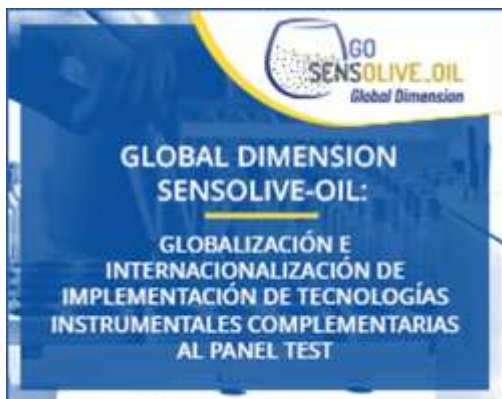 GO
SENSOLIVE_OIL
Global Dimension
GLOBAL DIMENSION
SENSOLIVE-OIL:
GLOBALIZACIÓN E
INTERNACIONALIZACIÓN DE
IMPLEMENTACIÓN DE TECNOLOGÍAS
INSTRUMENTALES COMPLEMENTARIAS
AL PANEL TEST